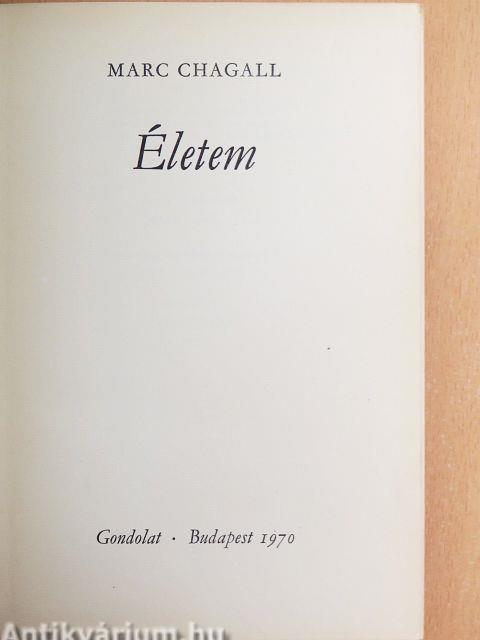 MARC CHAGALL
Életem
Gondolat · Budapest 1970
Antikvárium.hu